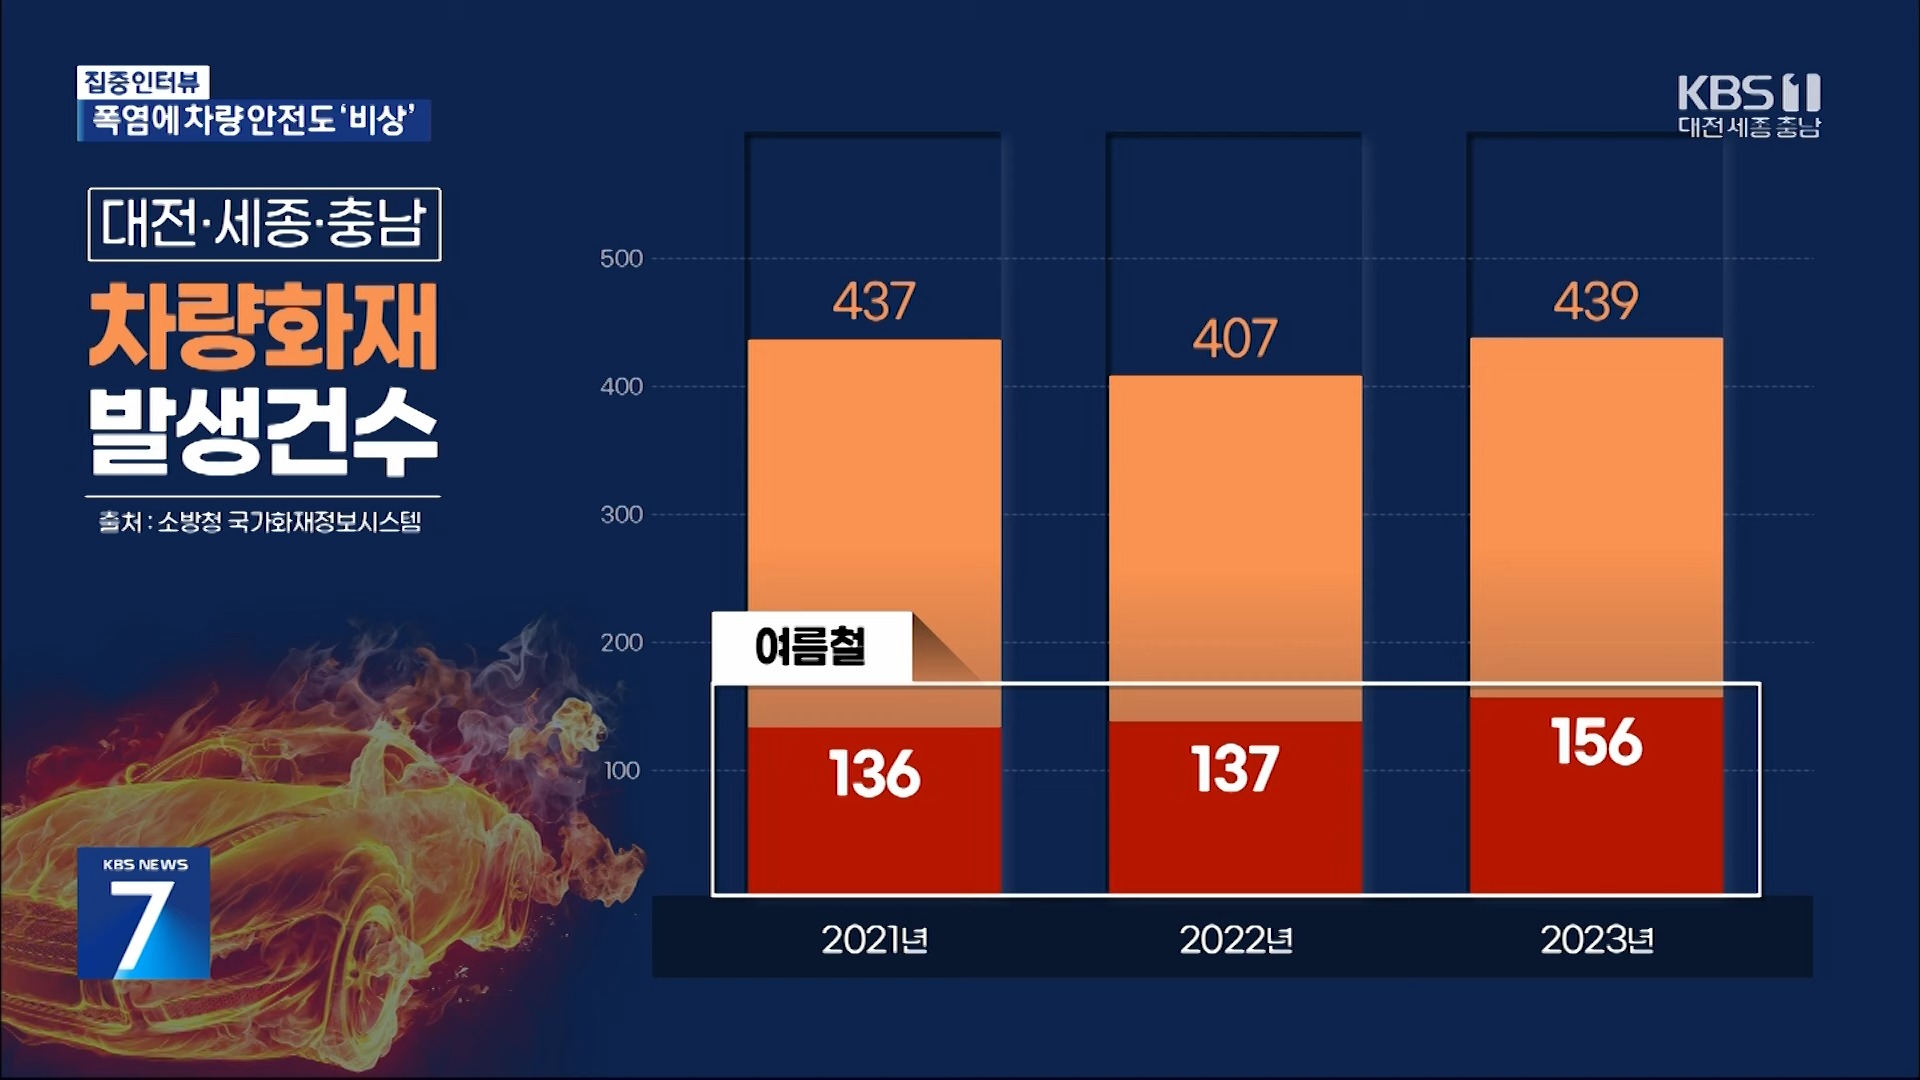 집중인터뷰
폭염에 차량 안전도 ‘비상’
KBS 1
대전 세종 충남
대전·세종·충남
차량화재
발생건수
출처 : 소방청 국가화재정보시스템
500
400
300
200
100
437
407
439
여름철
136
137
156
2021년
2022년
2023년
KBS NEWS
7